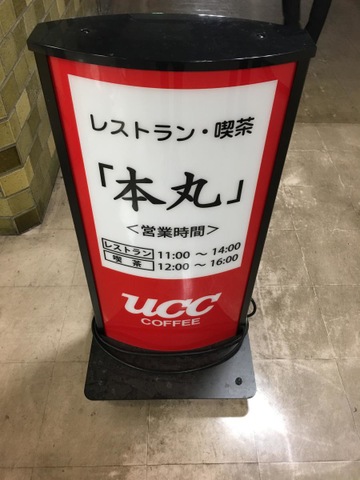 レストラン・喫茶
「本丸」
＜営業時間＞
レストラン 11:00 ～ 14:00
喫茶 12:00 ～ 16:00
UCC
COFFEE